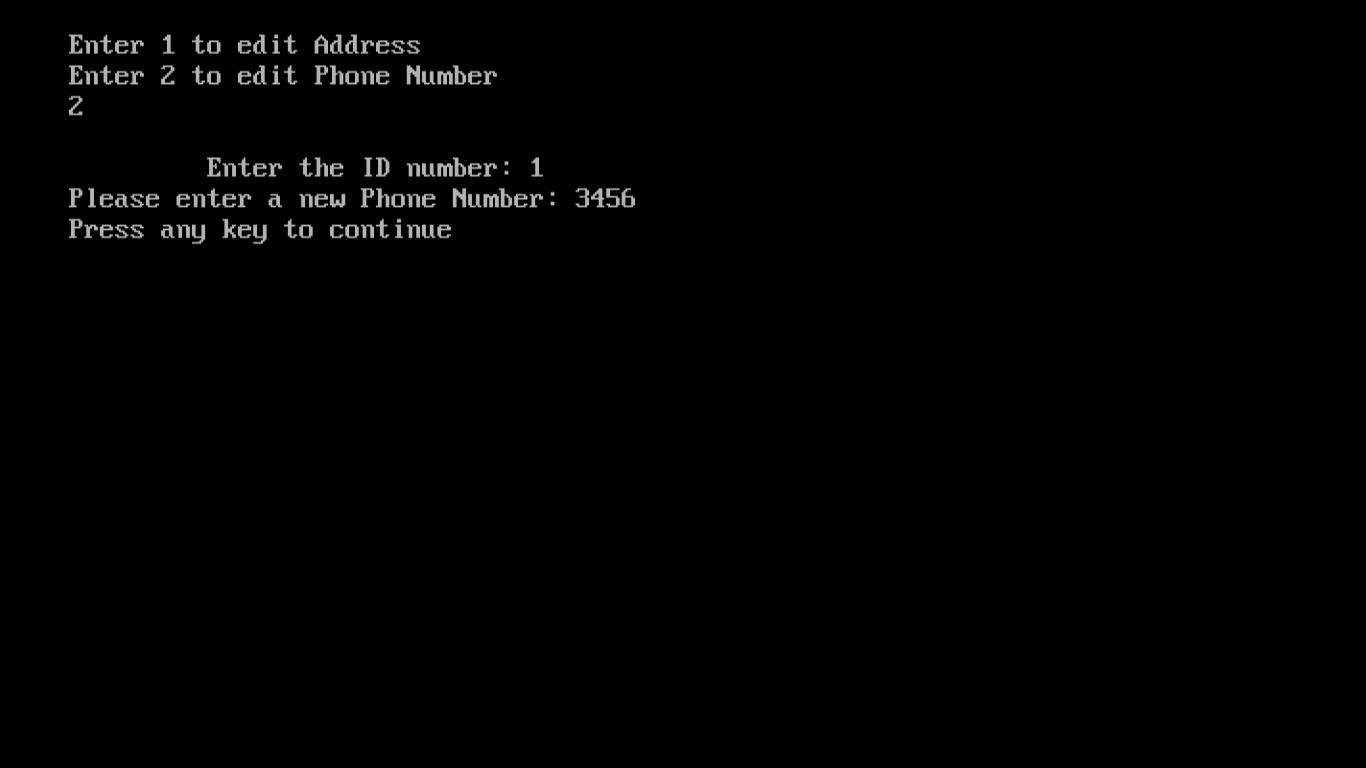 Enter 1 to edit Address
Enter 2 to edit Phone Number
2
Enter the ID number: 1
Please enter a new Phone Number: 3456
Press any key to continue